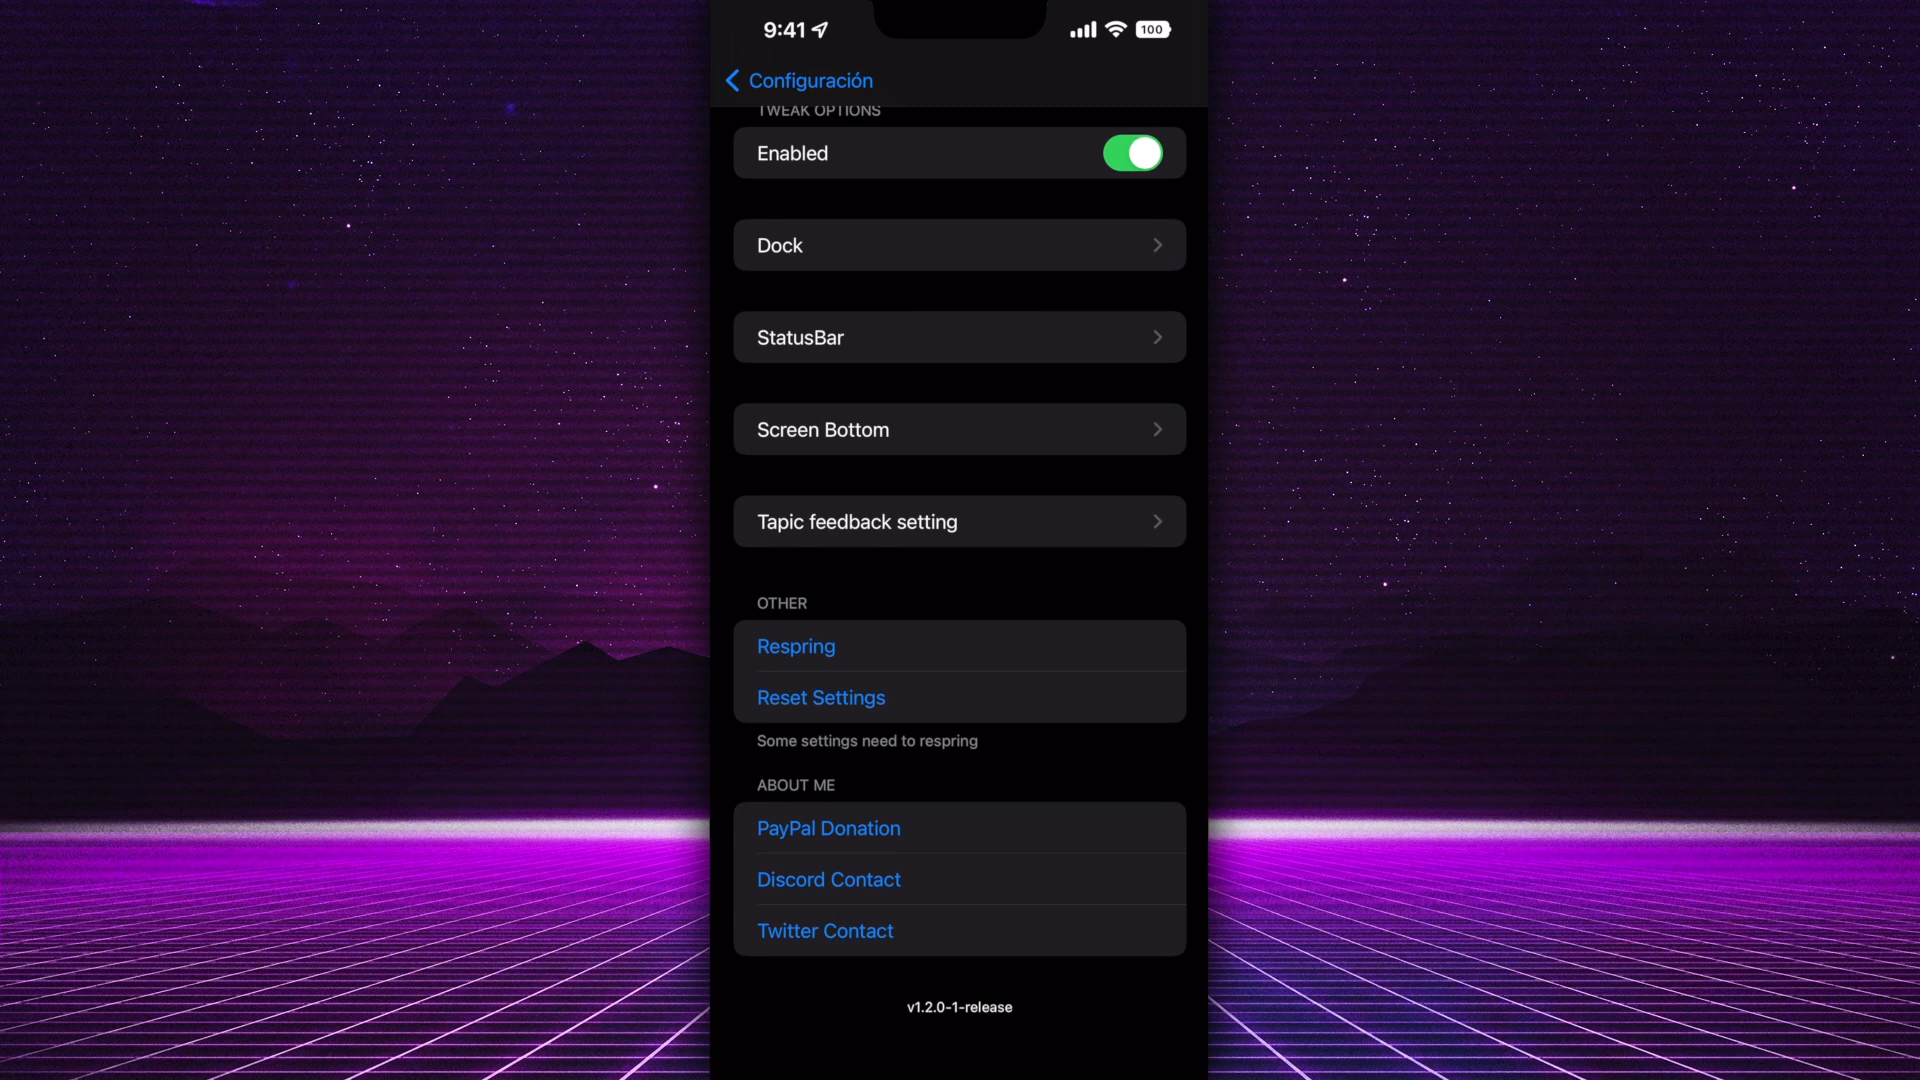 9:41
100
Configuración
TWEAK OPTIONS
Enabled
Dock
StatusBar
Screen Bottom
Tapic feedback setting
OTHER
Respring
Reset Settings
Some settings need to respring
ABOUT ME
PayPal Donation
Discord Contact
Twitter Contact
v1.2.0-1-release